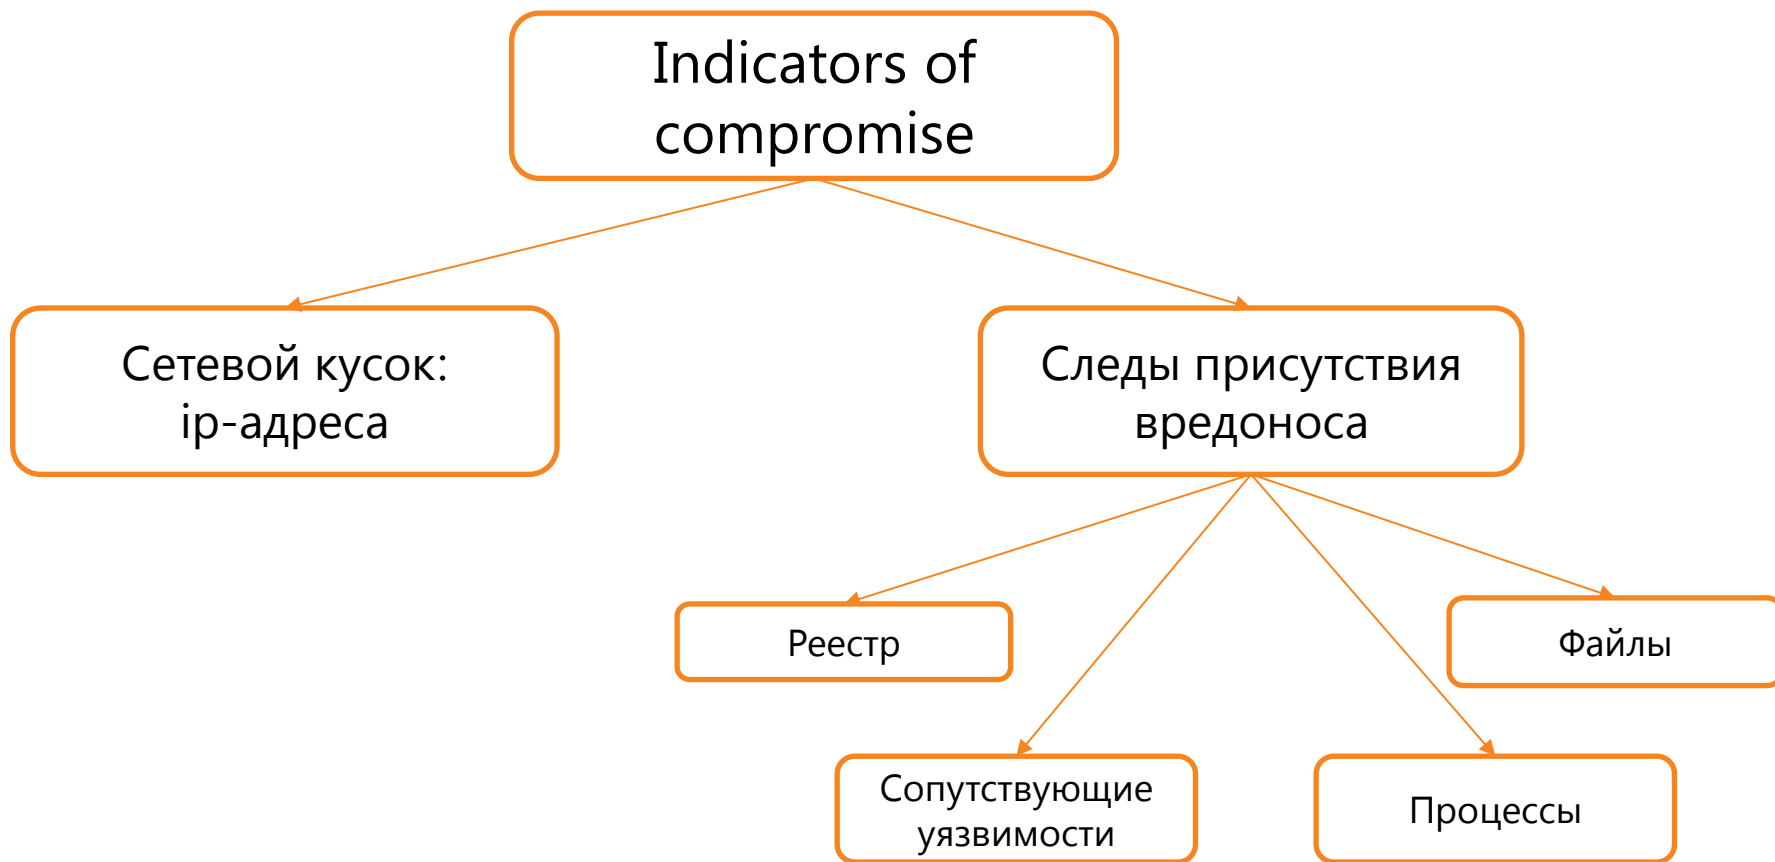 Indicators of
compromise
Сетевой кусок:
ip-адреса
Следы присутствия
вредоноса
Реестр
Файлы
Сопутствующие
уязвимости
Процессы